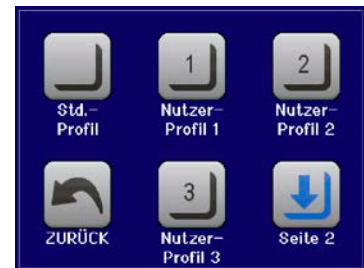 1
2
Std.-
Profil
Nutzer-
Profil 1
Nutzer-
Profil 2
3
ZURÜCK
Nutzer-
Profil 3
Seite 2